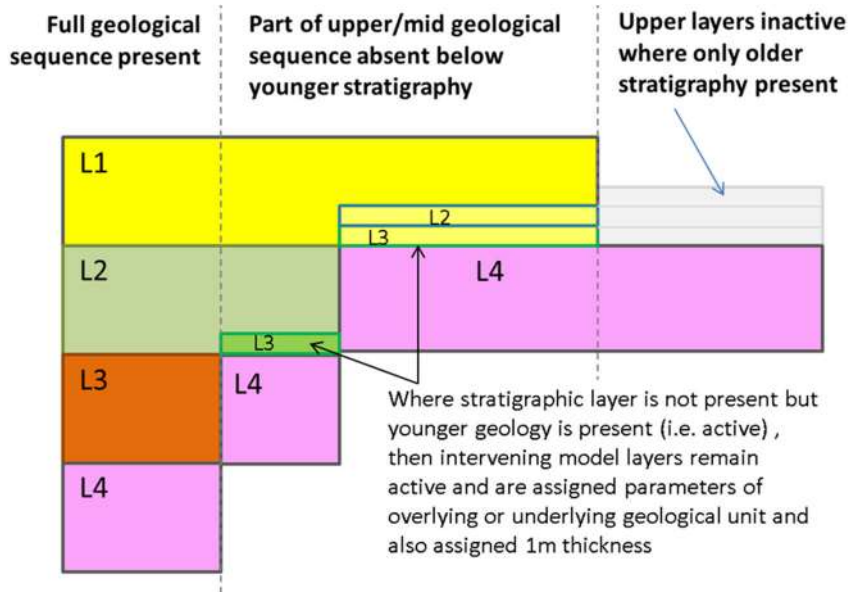 Full geological
sequence present
Part of upper/mid geological
sequence absent below
younger stratigraphy
Upper layers inactive
where only older
stratigraphy present
L1
L2
L3
L2
L4
L3
L3
L4
L4
Where stratigraphic layer is not present but
younger geology is present (i.e. active) ,
then intervening model layers remain
active and are assigned parameters of
overlying or underlying geological unit and
also assigned 1m thickness